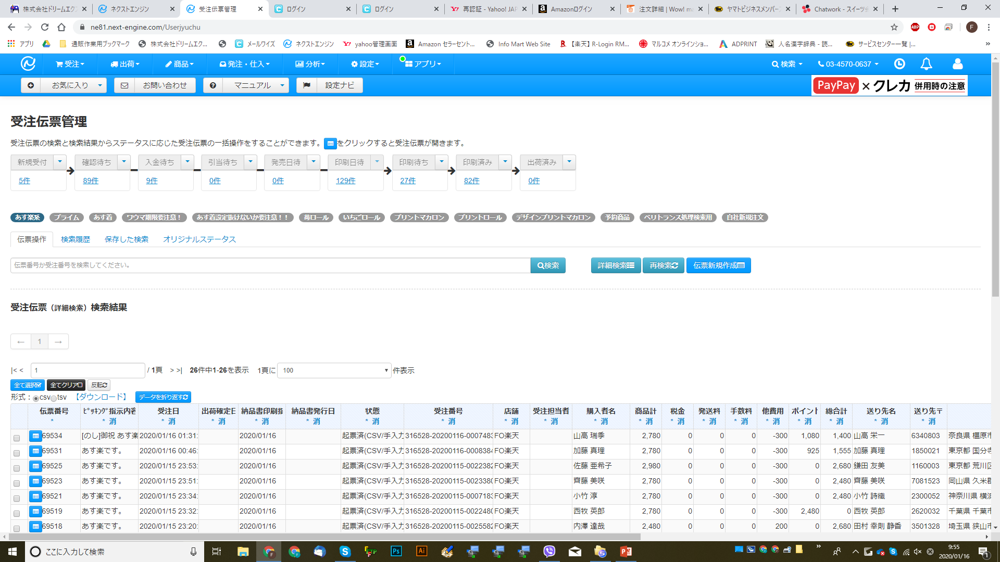 株式会社ドリームエク
ネクストエンジン
受注伝票管理
ログイン
ログイン
再認証 - Yahoo! JAP
Amazonログイン
注文詳細 | Wow! ma
ヤマトビジネスメンバーズ
Chatwork - スイーツ
ne81.next-engine.com/Userjyuchu
アプリ
通販作業用ブックマーク
株式会社ドリームエク...
メールワイズ
ネクストエンジン
yahoo管理画面
Amazon セラーセント...
Info Mart Web Site
【楽天】R-Login RM...
マルコメ オンラインショ...
ADPRINT
人名漢字辞典 - 読...
サービスセンター一覧 |...
受注 出荷 商品 発注・仕入 分析 設定 アプリ 検索 03-4570-0637
お気に入り お問い合わせ マニュアル 設定ナビ
PayPay×クレカ 併用時の注意
受注伝票管理
受注伝票の検索と検索結果からステータスに応じた受注伝票の一括操作をすることができます。 をクリックすると受注伝票が開きます。
新規受付 確認待ち 入金待ち 引当待ち 発売日待 印刷日待 印刷待ち 印刷済み 出荷済み
5件 89件 9件 0件 0件 129件 27件 82件 0件
あす楽系 プライム あす着 ワウマ期限要注意! あす着設定抜けないか要注意!! 苺ロール いちごロール プリントマカロン プリントロール デザインプリントマカロン 予約商品 ベリトランス処理検索用 自社新規注文
伝票操作 検索履歴 保存した検索 オリジナルステータス
伝票番号か受注番号を検索してください。 検索 詳細検索 再検索 伝票新規作成
受注伝票（詳細検索）検索結果
← 1 →
|< < 1 / 1頁 > >| 26件中1-26を表示 1頁に 100 件表示
全て選択 全てクリア 反転
形式：csv tsv 【ダウンロード】 データを折り返す
伝票番号 ﾋﾟｯｷﾝｸﾞ指示内容 受注日 出荷確定日 納品書印刷指 納品書発行日 状態 受注番号 店舗 受注担当者 購入者名 商品計 税金 発送料 手数料 他費用 ポイント 総合計 送り先名 送り先〒
* * 消 * 消 * 消 * 消 * 消 * 消 * 消 * 消 * 消 * 消 * 消 * 消 * 消 * 消 * 消 * 消 * 消 * 消 * 消
69534 [のし]御祝 あす楽 2020/01/16 01:31: 2020/01/16 起票済(CSV/手入力 316528-20200116-0007483 FO楽天 山高 瑞季 2,780 0 0 0 -300 1,080 1,400 山高 栄一 6340803 奈良県 橿原市
69531 あす楽です。 2020/01/16 00:46: 2020/01/16 起票済(CSV/手入力 316528-20200116-0008384 FO楽天 加藤 真理 2,780 0 0 0 -300 925 1,555 加藤 真理 1850021 東京都 国分寺
69525 あす楽です。 2020/01/15 23:53: 2020/01/16 起票済(CSV/手入力 316528-20200115-0022382 FO楽天 佐藤 亜希子 2,980 0 0 0 -300 0 2,680 鎌田 友美 1160003 東京都 荒川区
69523 あす楽です。 2020/01/15 23:51: 2020/01/16 起票済(CSV/手入力 316528-20200115-0023380 FO楽天 齊藤 美咲 2,780 0 0 0 -300 0 2,480 齊藤 美咲 7081523 岡山県 久米郡
69521 あす楽です。 2020/01/15 23:34: 2020/01/16 起票済(CSV/手入力 316528-20200115-0007183 FO楽天 小竹 淳 2,780 0 0 0 -300 0 2,480 小竹 詩織 2300052 神奈川県 横浜
69519 あす楽です。 2020/01/15 23:32: 2020/01/16 起票済(CSV/手入力 316528-20200115-0022480 FO楽天 西牧 英郎 2,780 0 0 0 -300 2,480 0 西牧 英郎 2620032 千葉県 千葉市
69518 あす楽です。 2020/01/15 23:20: 2020/01/16 起票済(CSV/手入力 316528-20200115-0025582 FO楽天 内澤 達哉 2,480 0 0 0 200 0 2,680 田村 幸則 静香 3501328 埼玉県 狭山市
ここに入力して検索
9:55
2020/01/16